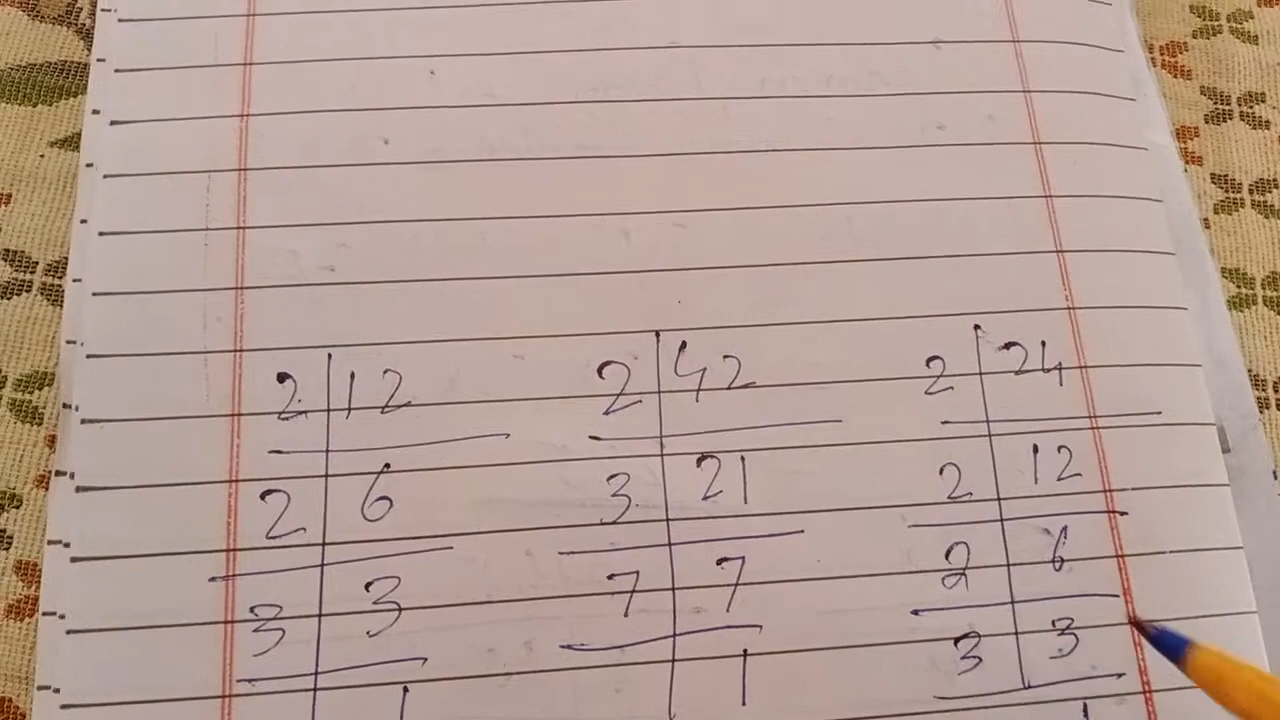 2 | 12 2 | 42 2 | 24
2 | 6 3 | 21 2 | 12
3 | 3 7 | 7 2 | 6
1 1 3 | 3
1